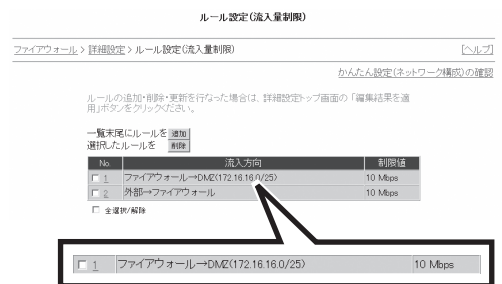 ルール設定(流入量制限)
ファイアウォール > 詳細設定 > ルール設定(流入量制限) [ヘルプ]
かんたん設定(ネットワーク構成)の確認
ルールの追加・削除・更新を行なった場合は、詳細設定トップ画面の「編集結果を適
用」ボタンをクリックください。
一覧末尾にルールを 追加
選択したルールを 削除
No. 流入方向 制限値
1 ファイアウォール→DMZ(172.16.16.0/25) 10 Mbps
2 外部→ファイアウォール 10 Mbps
全選択/解除
1 ファイアウォール→DMZ(172.16.16.0/25) 10 Mbps